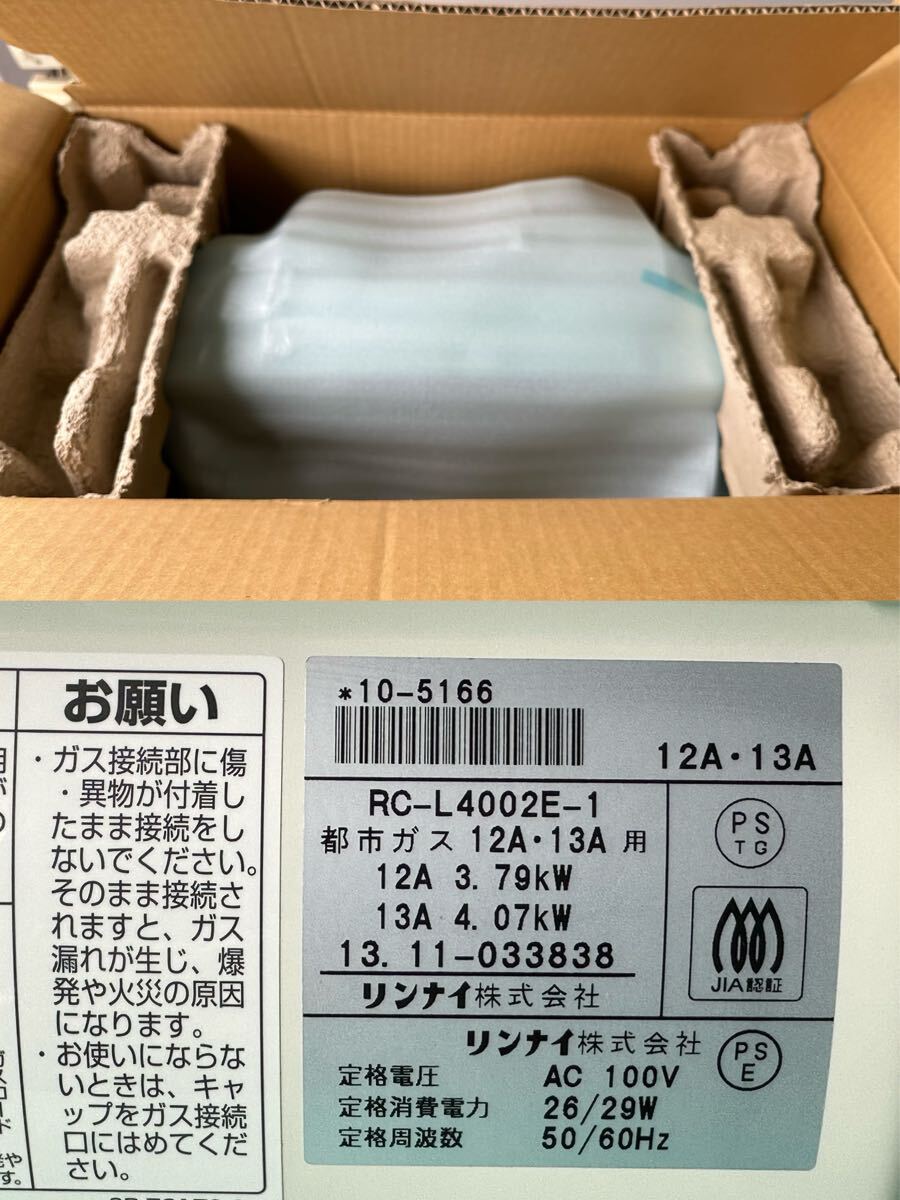 お願い
・ガス接続部に傷
・異物が付着し
たまま接続をし
ないでください。
そのまま接続さ
れますと、ガス
漏れが生じ、爆
発や火災の原因
になります。
・お使いにならな
いときは、キャ
ップをガス接続
口にはめてくだ
さい。
*10-5166
12A・13A
RC-L4002E-1
都市ガス 12A・13A 用
12A 3.79kW
13A 4.07kW
13.11-033838
リンナイ株式会社
PS
TG
JIA認証
リンナイ株式会社
PS
E
定格電圧 AC 100V
定格消費電力 26/29W
定格周波数 50/60Hz